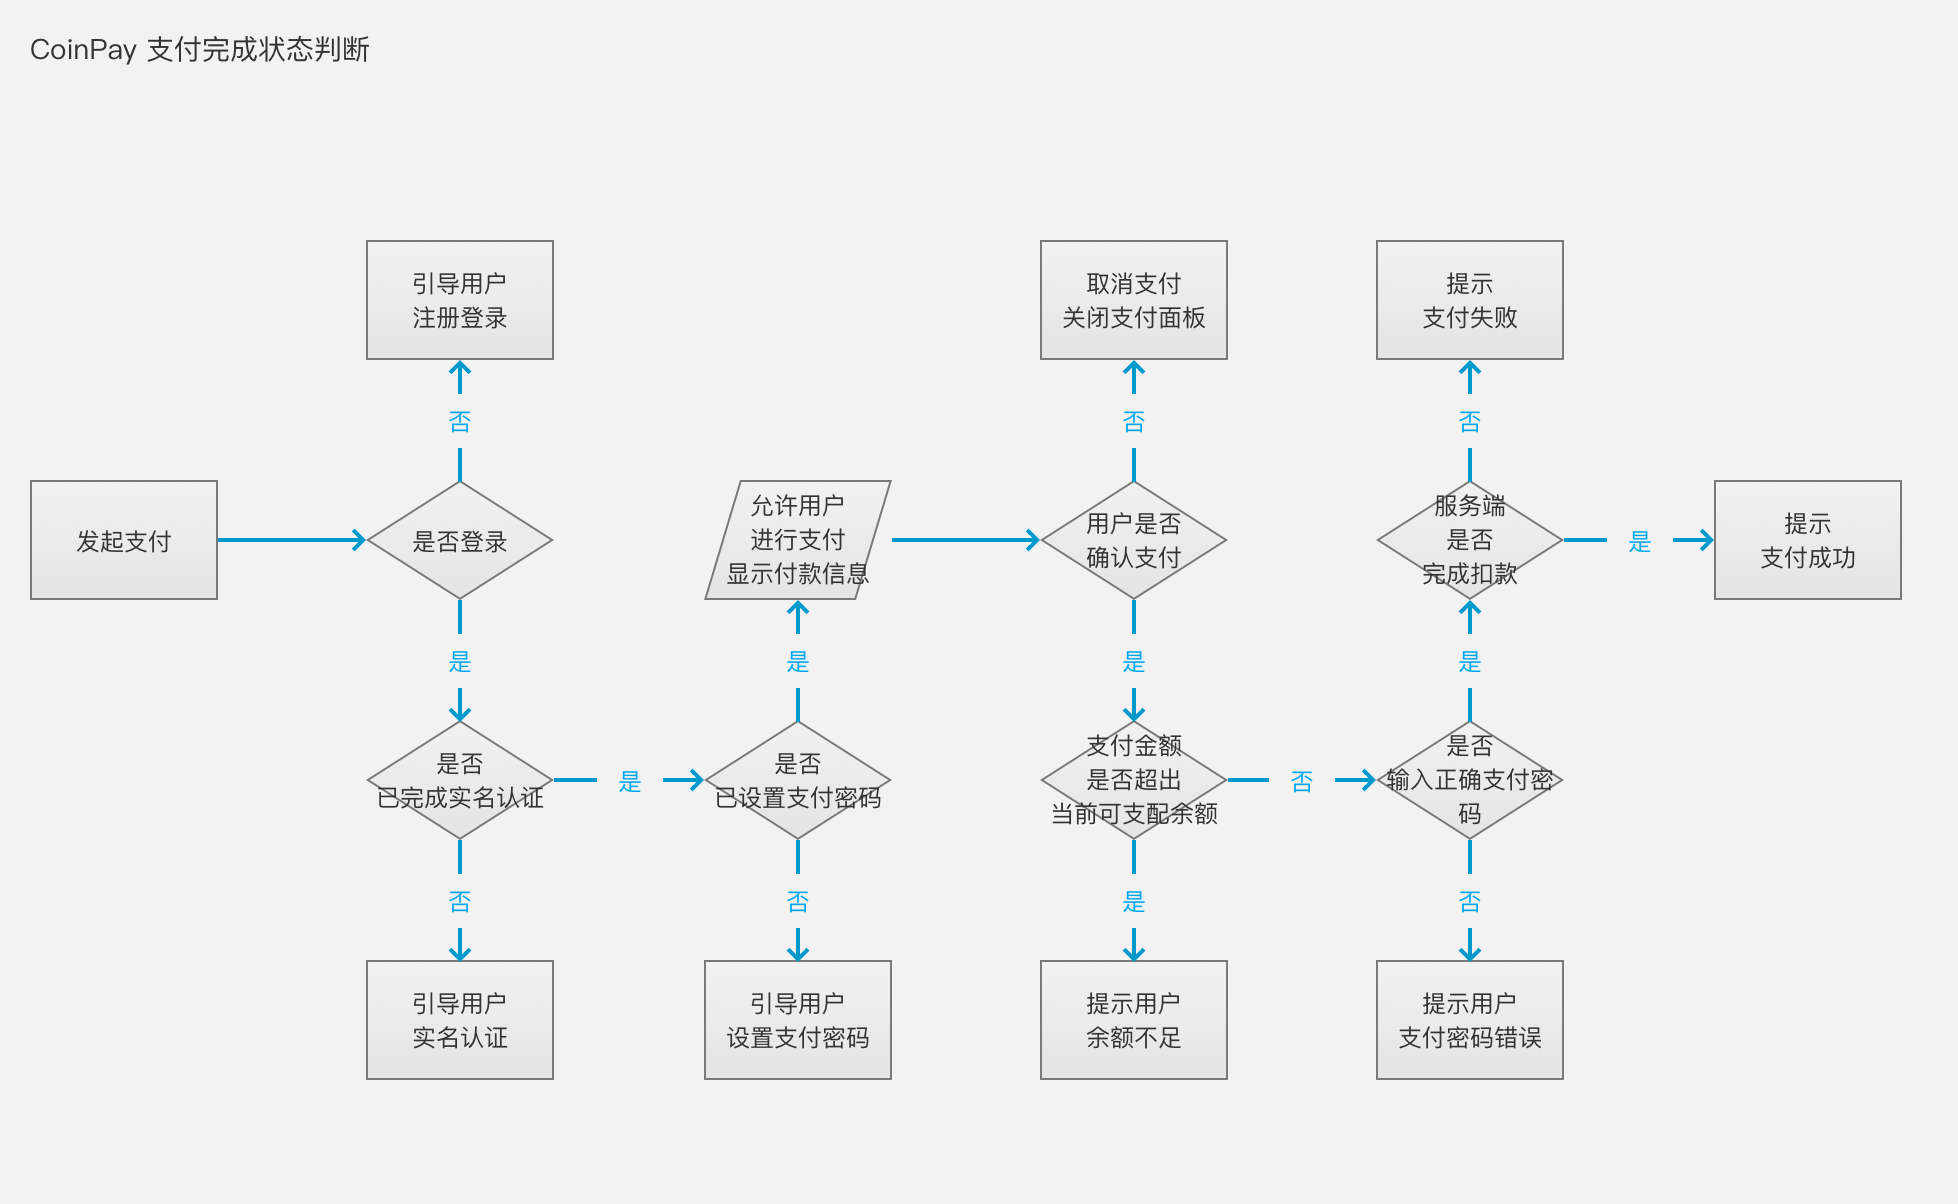 CoinPay 支付完成状态判断
引导用户
注册登录
取消支付
关闭支付面板
提示
支付失败
否
否
否
发起支付
是否登录
允许用户
进行支付
显示付款信息
用户是否
确认支付
服务端
是否
完成扣款
是
提示
支付成功
是
是
是
是
是否
已完成实名认证
是
是否
已设置支付密码
支付金额
是否超出
当前可支配余额
否
是否
输入正确支付密
码
否
否
是
否
引导用户
实名认证
引导用户
设置支付密码
提示用户
余额不足
提示用户
支付密码错误